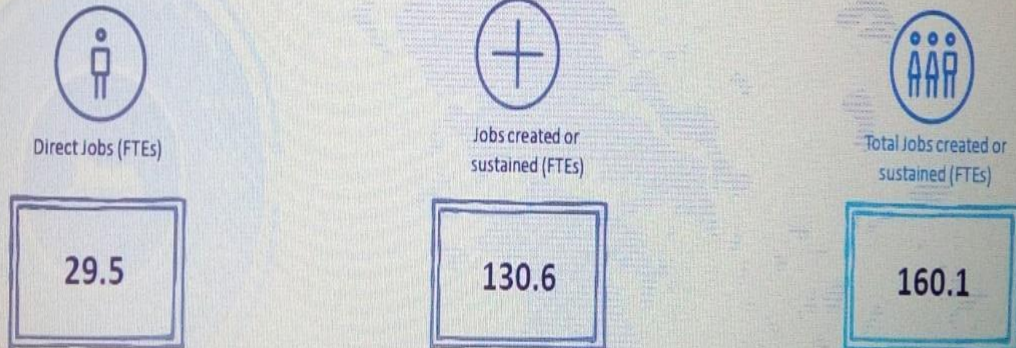 Direct Jobs (FTEs)
29.5
Jobs created or
sustained (FTEs)
130.6
Total Jobs created or
sustained (FTEs)
160.1